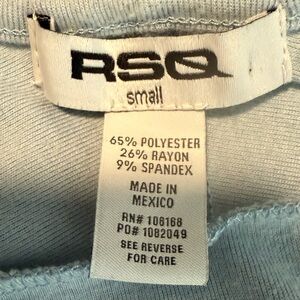 RSQ
small
65% POLYESTER
26% RAYON
9% SPANDEX
MADE IN
MEXICO
RN# 108168
PO# 1082049
SEE REVERSE
FOR CARE